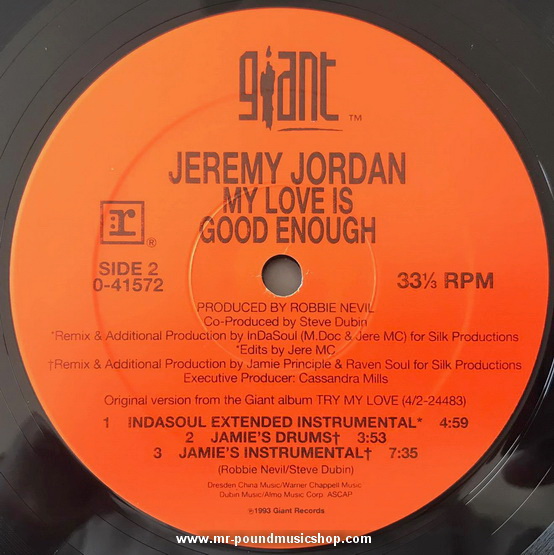 giant ™
JEREMY JORDAN
MY LOVE IS
GOOD ENOUGH
r ®
SIDE 2
0-41572
33⅓ RPM
PRODUCED BY ROBBIE NEVIL
Co-Produced by Steve Dubin
*Remix & Additional Production by InDaSoul (M.Doc & Jere MC) for Silk Productions
*Edits by Jere MC
†Remix & Additional Production by Jamie Principle & Raven Soul for Silk Productions
Executive Producer: Cassandra Mills
Original version from the Giant album TRY MY LOVE (4/2-24483)
1 INDASOUL EXTENDED INSTRUMENTAL* 4:59
2 JAMIE'S DRUMS† 3:53
3 JAMIE'S INSTRUMENTAL† 7:35
(Robbie Nevil/Steve Dubin)
Dresden China Music/Warner Chappell Music
Dubin Music/Almo Music Corp. ASCAP
℗1993 Giant Records
www.mr-poundmusicshop.com